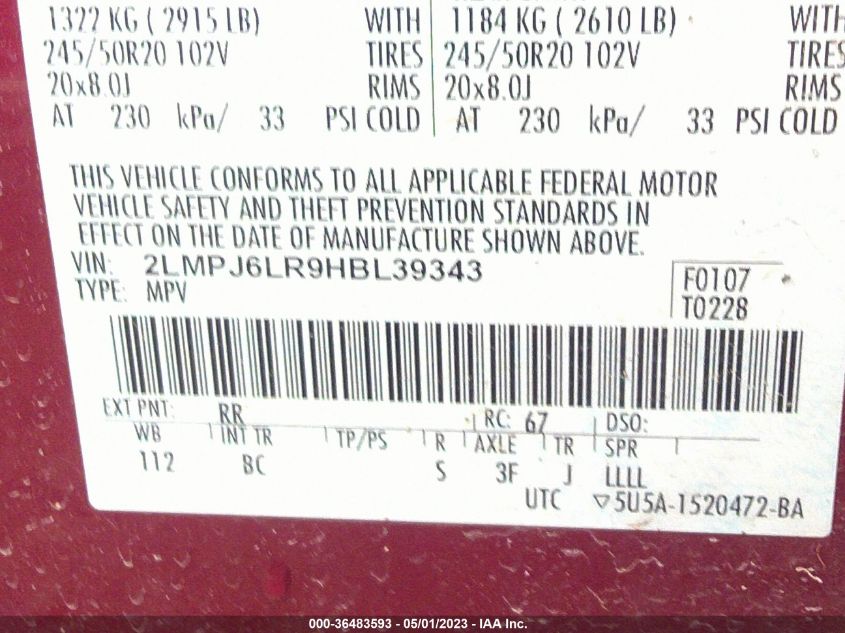 1322 KG ( 2915 LB) WITH 1184 KG ( 2610 LB) WITH
245/50R20 102V TIRES 245/50R20 102V TIRES
20x8.0J RIMS 20x8.0J RIMS
AT 230 kPa/ 33 PSI COLD AT 230 kPa/ 33 PSI COLD
THIS VEHICLE CONFORMS TO ALL APPLICABLE FEDERAL MOTOR
VEHICLE SAFETY AND THEFT PREVENTION STANDARDS IN
EFFECT ON THE DATE OF MANUFACTURE SHOWN ABOVE.
VIN: 2LMPJ6LR9HBL39343 F0107
TYPE: MPV T0228
EXT PNT: RR RC: 67 DSO:
WB INT TR TP/PS R AXLE TR SPR
112 BC S 3F J LLLL
UTC 5U5A-1520472-BA
000-36483593 - 05/01/2023 - IAA Inc.